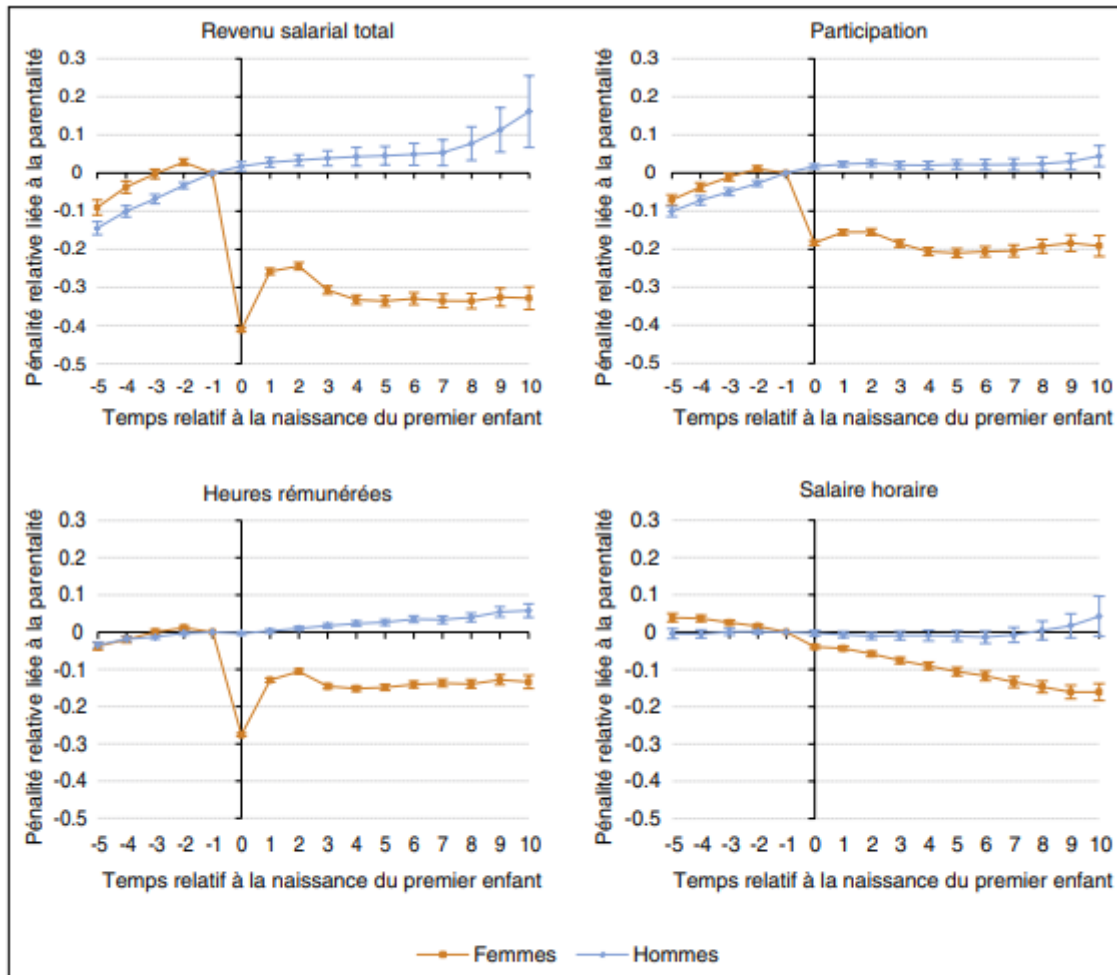 Revenu salarial total
Pénalité relative liée à la parentalité
0.3
0.2
0.1
0
-0.1
-0.2
-0.3
-0.4
-0.5
-5 -4 -3 -2 -1 0 1 2 3 4 5 6 7 8 9 10
Temps relatif à la naissance du premier enfant
Participation
Pénalité relative liée à la parentalité
0.3
0.2
0.1
0
-0.1
-0.2
-0.3
-0.4
-0.5
-5 -4 -3 -2 -1 0 1 2 3 4 5 6 7 8 9 10
Temps relatif à la naissance du premier enfant
Heures rémunérées
Pénalité relative liée à la parentalité
0.3
0.2
0.1
0
-0.1
-0.2
-0.3
-0.4
-0.5
-5 -4 -3 -2 -1 0 1 2 3 4 5 6 7 8 9 10
Temps relatif à la naissance du premier enfant
Salaire horaire
Pénalité relative liée à la parentalité
0.3
0.2
0.1
0
-0.1
-0.2
-0.3
-0.4
-0.5
-5 -4 -3 -2 -1 0 1 2 3 4 5 6 7 8 9 10
Temps relatif à la naissance du premier enfant
Femmes Hommes